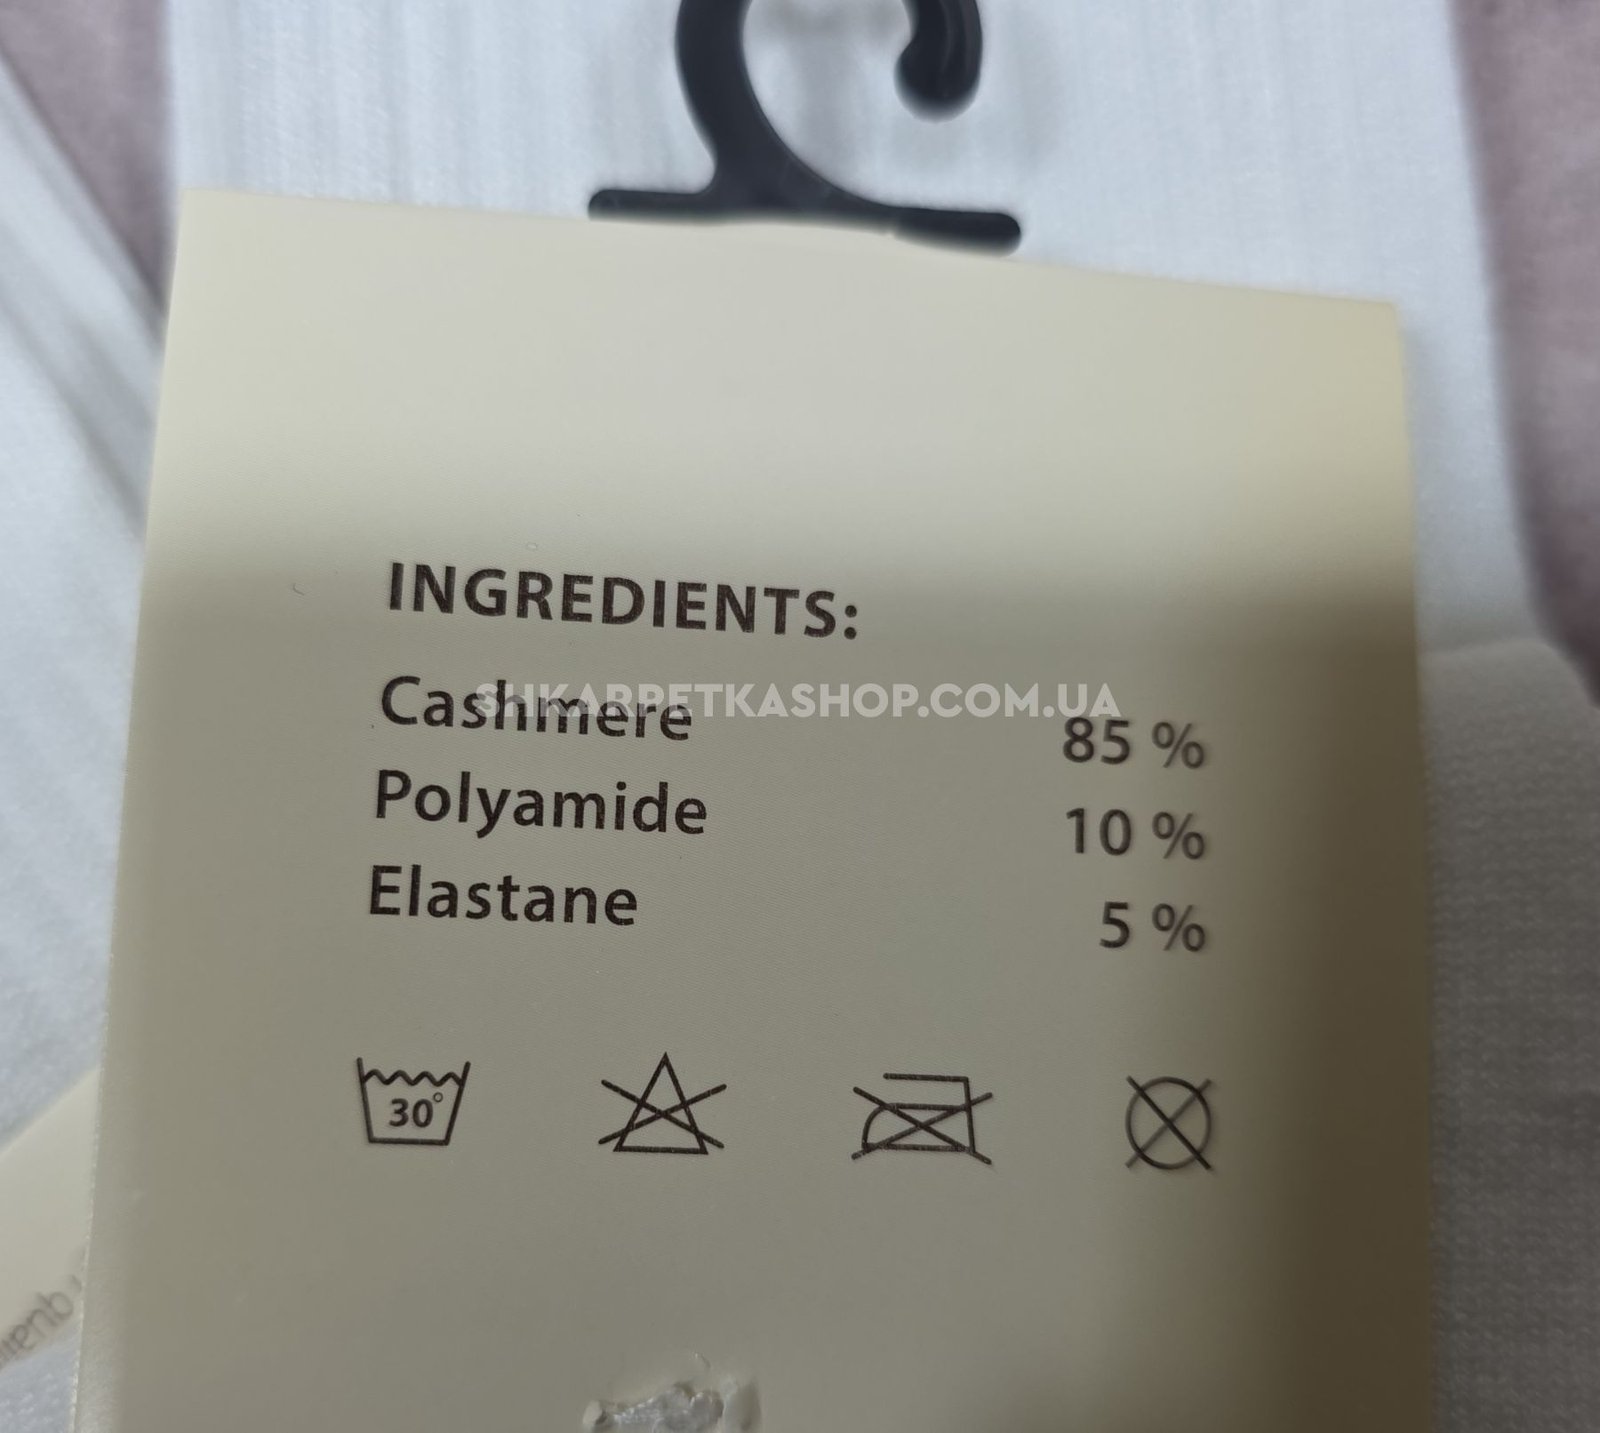 INGREDIENTS:
Cashmere 85 %
SHKARPETKASHOP.COM.UA
Polyamide 10 %
Elastane 5 %
30°